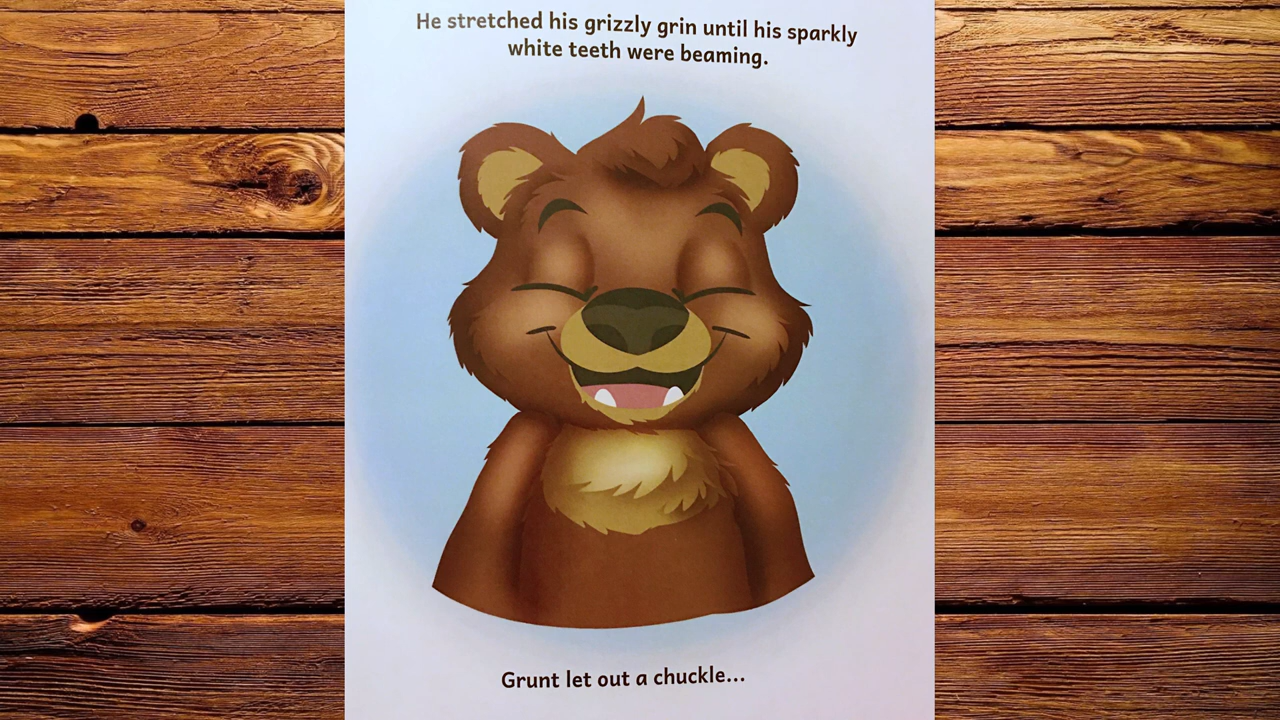 He stretched his grizzly grin until his sparkly
white teeth were beaming.
Grunt let out a chuckle...